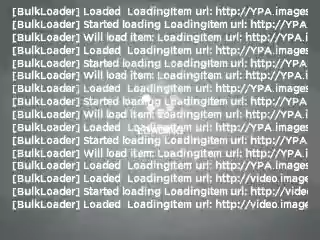 [BulkLoader] Loaded LoadingItem url: http://YPA.images
[BulkLoader] Started loading LoadingItem url: http://YPA
[BulkLoader] Will load item: LoadingItem url: http://YPA.i
[BulkLoader] Loaded LoadingItem url: http://YPA.images
[BulkLoader] Started loading LoadingItem url: http://YPA
[BulkLoader] Will load item: LoadingItem url: http://YPA.i
[BulkLoader] Loaded LoadingItem url: http://YPA.images
[BulkLoader] Started loading LoadingItem url: http://YPA
[BulkLoader] Will load item: LoadingItem url: http://YPA.i
[BulkLoader] Loaded LoadingItem url: http://YPA.images
[BulkLoader] Started loading LoadingItem url: http://YPA
[BulkLoader] Will load item: LoadingItem url: http://YPA.i
[BulkLoader] Loaded LoadingItem url: http://YPA.images
[BulkLoader] Loaded LoadingItem url: http://video.image
[BulkLoader] Started loading LoadingItem url: http://vide
[BulkLoader] Loaded LoadingItem url: http://video.image